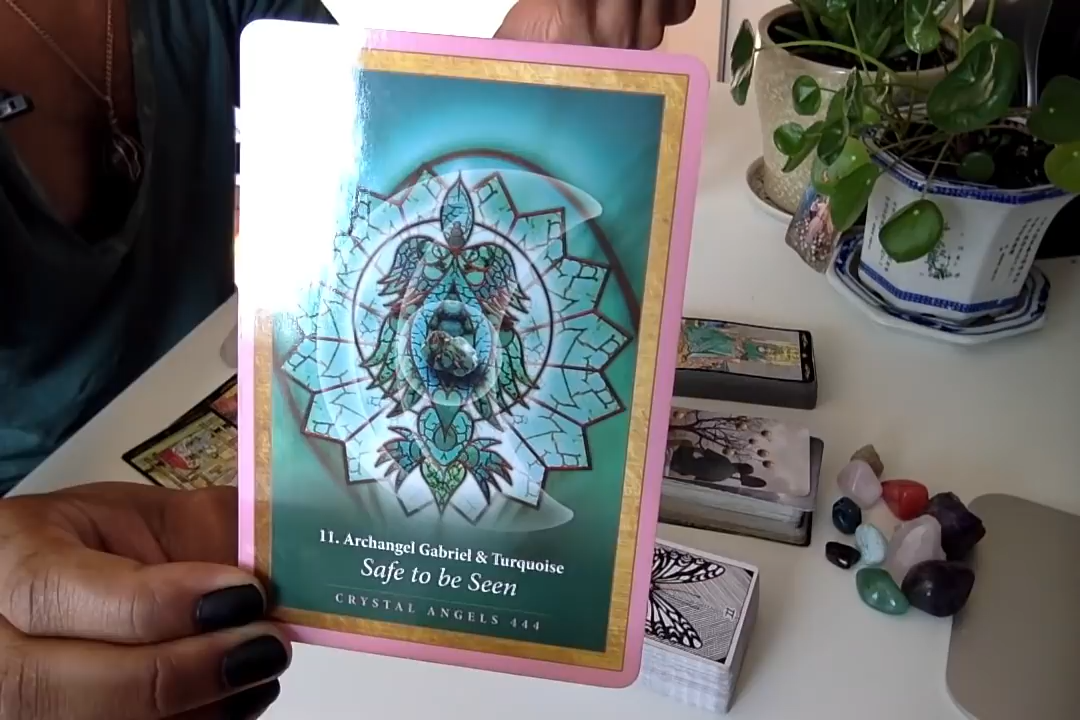 11. Archangel Gabriel & Turquoise
Safe to be Seen
CRYSTAL ANGELS 444